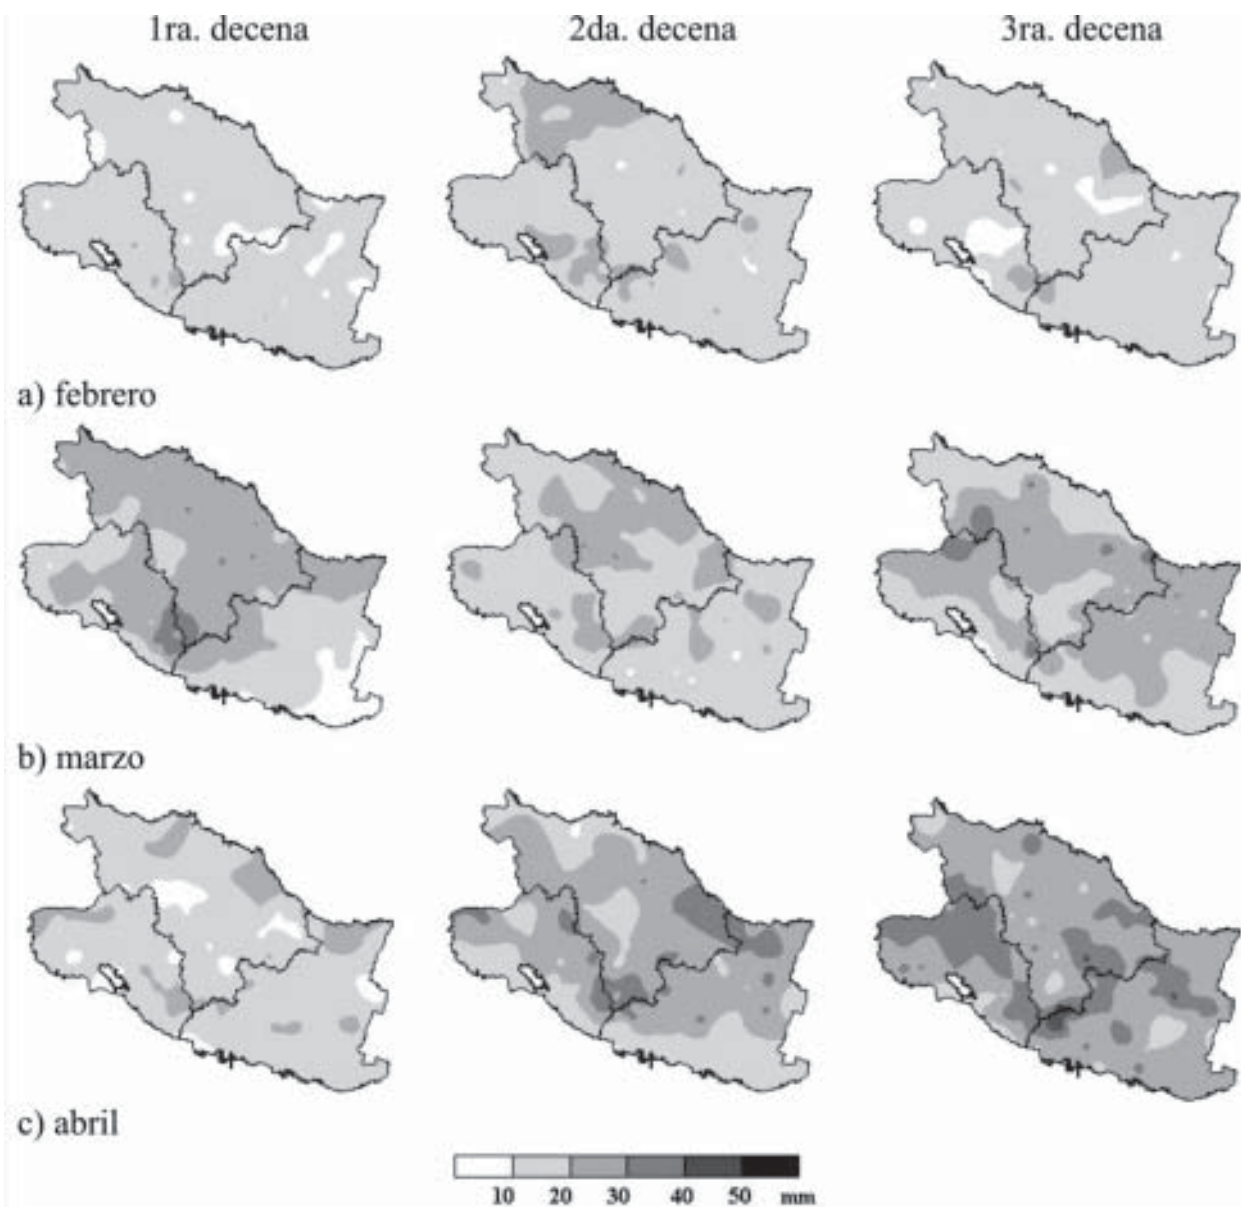 1ra. decena 2da. decena 3ra. decena
a) febrero
b) marzo
c) abril
10 20 30 40 50 mm